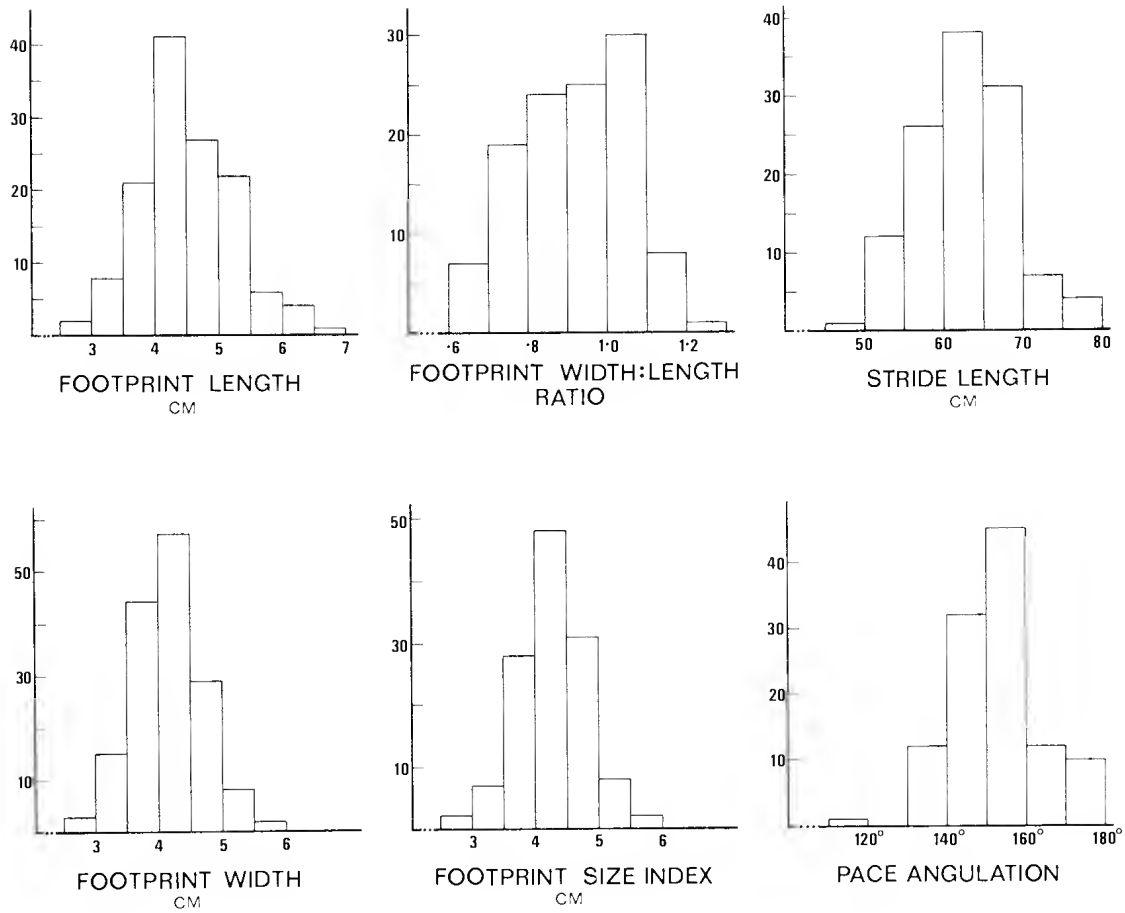 40
30
20
10
3 4 5 6 7
FOOTPRINT LENGTH
CM
30
20
10
·6 ·8 1·0 1·2
FOOTPRINT WIDTH:LENGTH
RATIO
40
30
20
10
50 60 70 80
STRIDE LENGTH
CM
50
30
10
3 4 5 6
FOOTPRINT WIDTH
CM
50
30
10
3 4 5 6
FOOTPRINT SIZE INDEX
CM
40
30
20
10
120° 140° 160° 180°
PACE ANGULATION